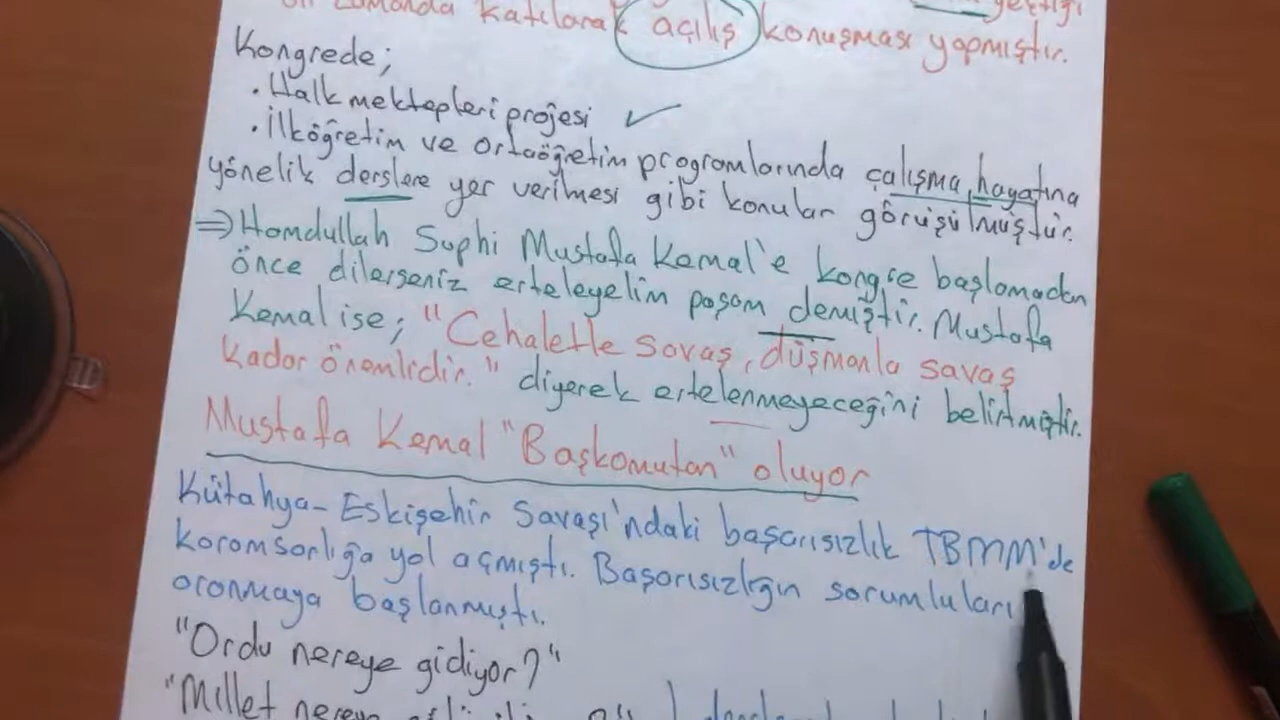 zamanda katılarak açılış konuşması yapmıştır.
Kongrede;
• Halk mektepleri projesi ✓
• İlköğretim ve ortaöğretim programlarında çalışma hayatına
yönelik derslere yer verilmesi gibi konular görüşülmüştür.
⇒ Hamdullah Suphi Mustafa Kemal'e kongre başlamadan
önce dilerseniz erteleyelim paşam demiştir. Mustafa
Kemal ise; "Cehaletle savaş, düşmanla savaş
kadar önemlidir." diyerek ertelenmeyeceğini belirtmiştir.
Mustafa Kemal "Başkomutan" oluyor
Kütahya-Eskişehir Savaşı'ndaki başarısızlık TBMM'de
karamsarlığa yol açmıştı. Başarısızlığın sorumluları
aranmaya başlanmıştı.
"Ordu nereye gidiyor?"
"Millet nereye